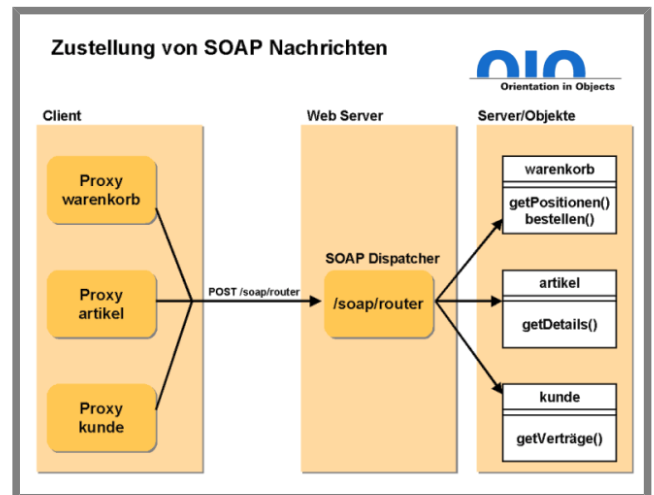 Zustellung von SOAP Nachrichten
OIO
Orientation in Objects
Client
Web Server
Server/Objekte
Proxy
warenkorb
Proxy
artikel
Proxy
kunde
POST /soap/router
SOAP Dispatcher
/soap/router
warenkorb
getPositionen()
bestellen()
artikel
getDetails()
kunde
getVerträge()